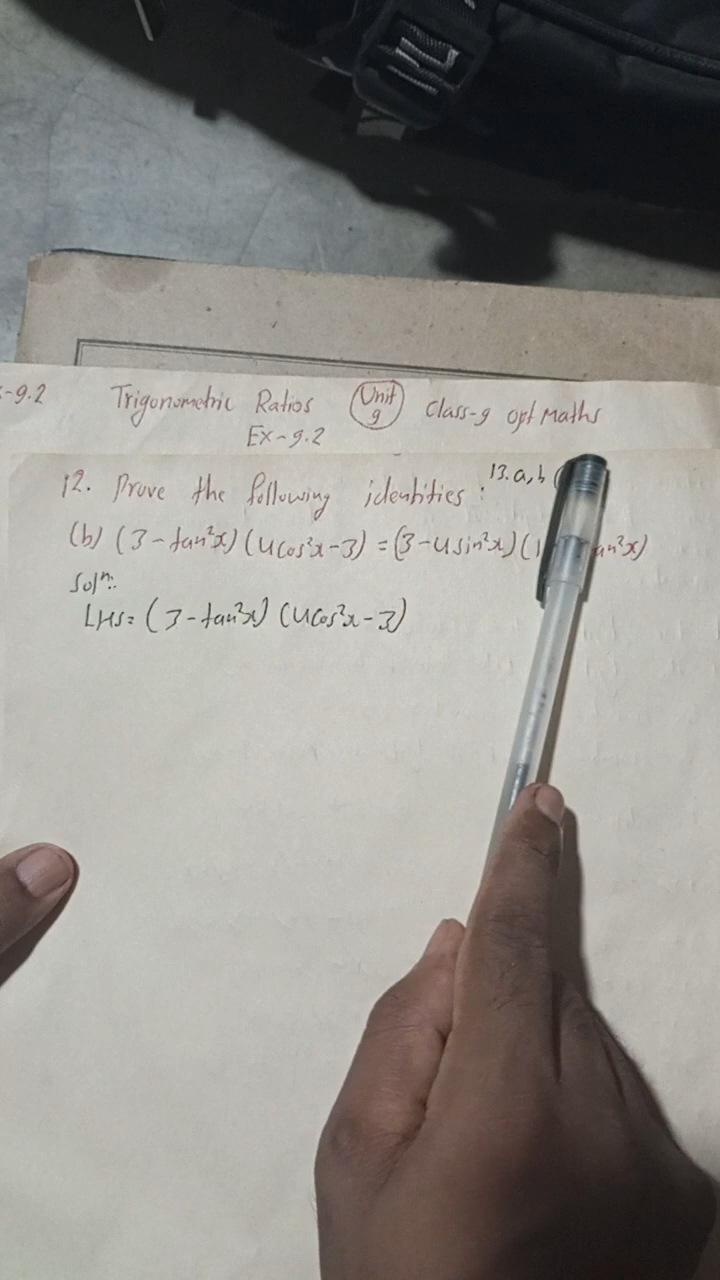 -9.2 Trigonometric Ratios Unit 9 Class-9 opt Maths
Ex-9.2
12. Prove the following identities : 13.a,b
(b) (3-tan²x)(4cos²x-3) = (3-4sin²x)(1 an²x)
Solⁿ:
LHS= (3-tan²x) (4cos²x-3)